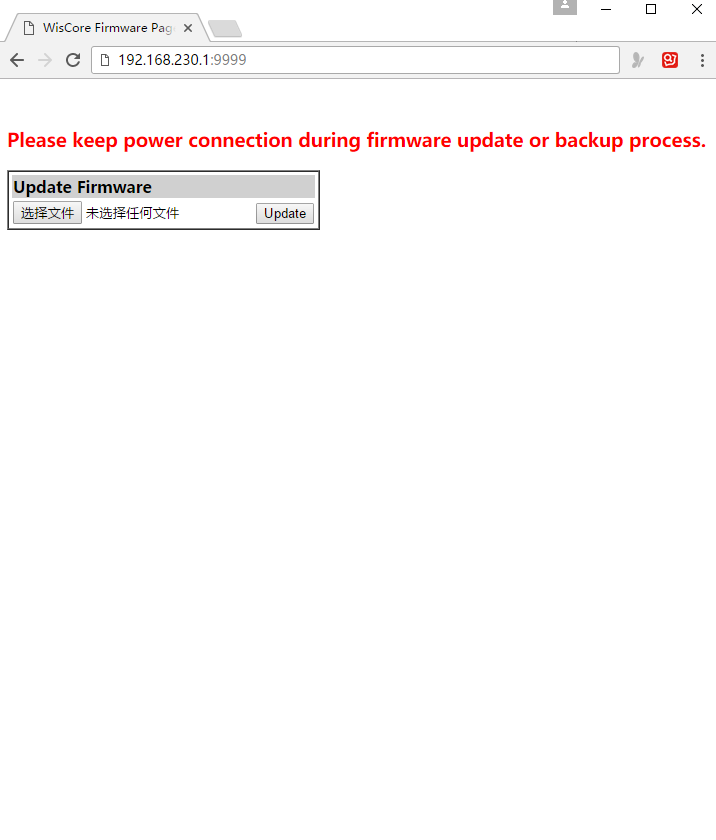 WisCore Firmware Pag
192.168.230.1:9999
Please keep power connection during firmware update or backup process.
Update Firmware
选择文件 未选择任何文件 Update